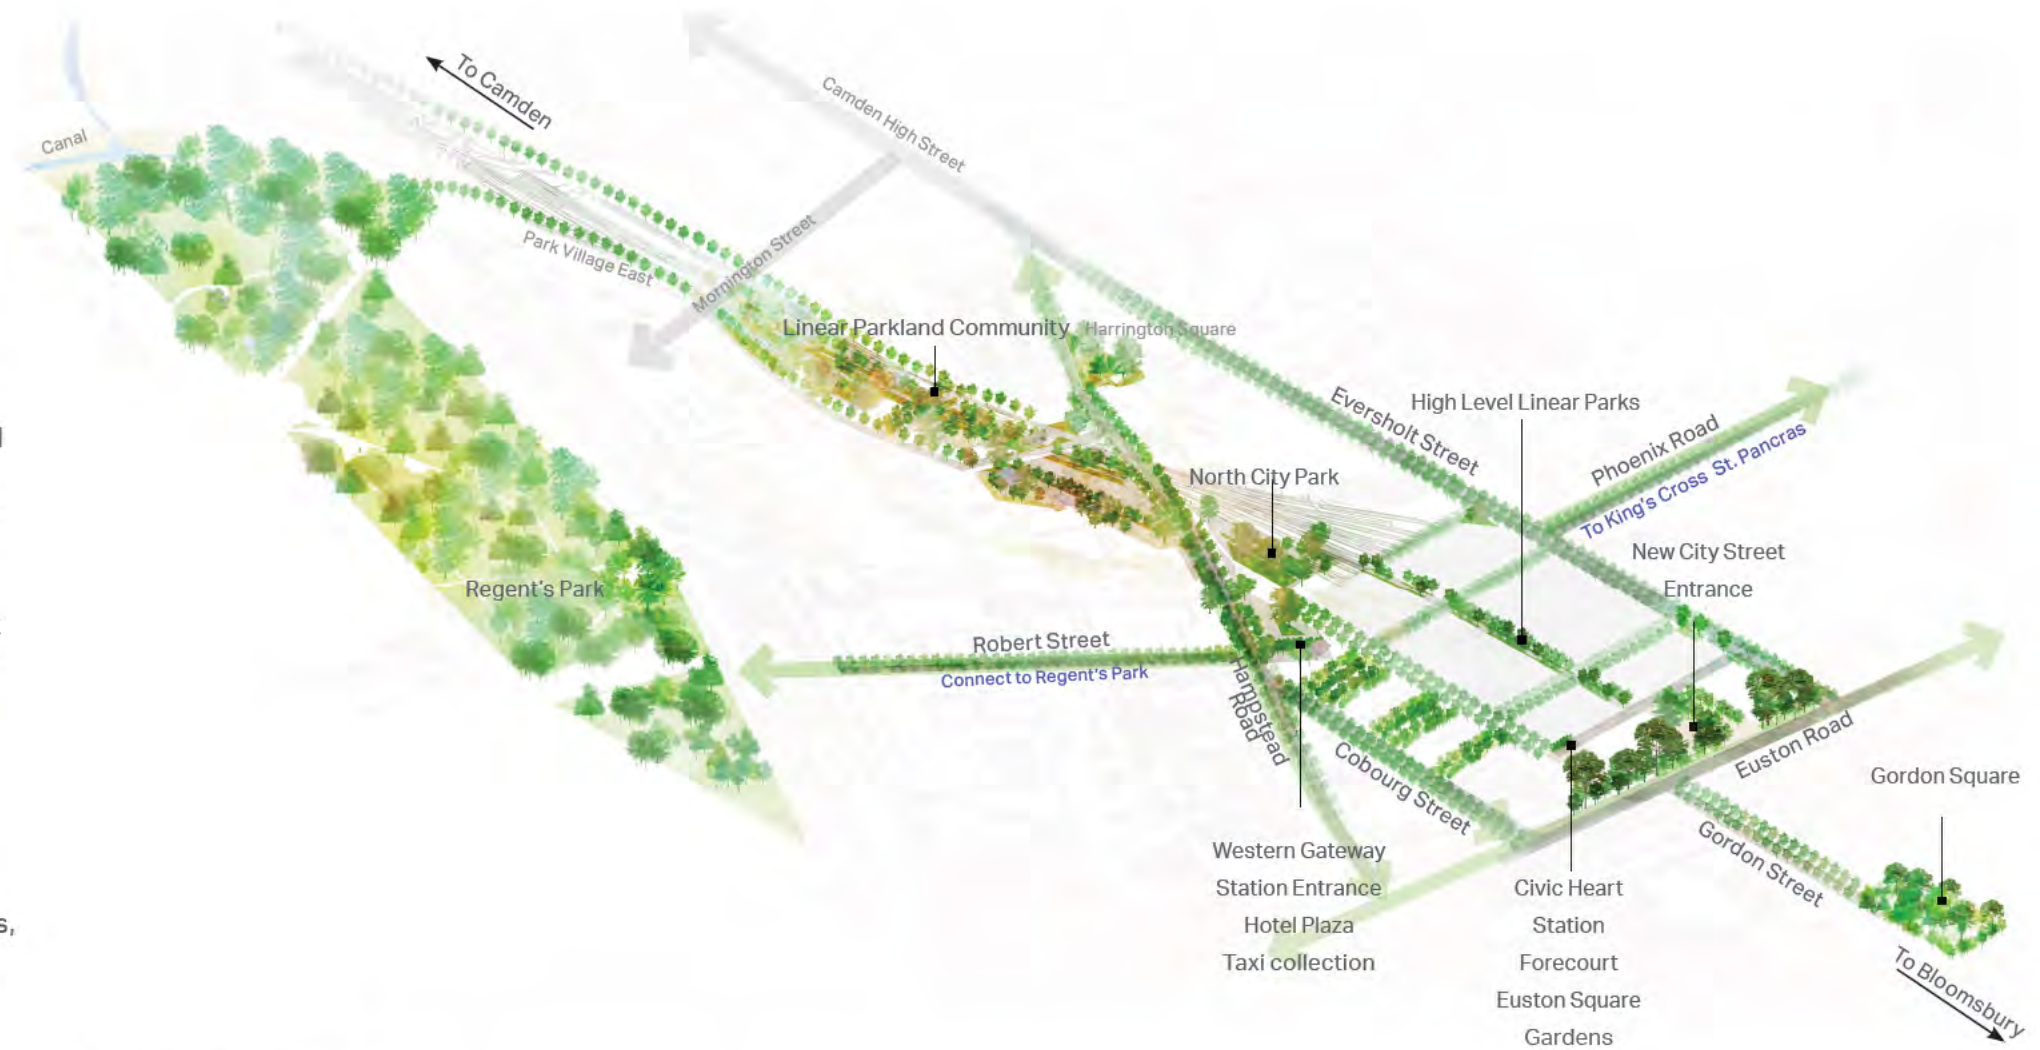 To Camden
Camden High Street
Canal
Park Village East
Mornington Street
Linear Parkland Community
Harrington Square
Eversholt Street
High Level Linear Parks
Phoenix Road
To King's Cross St. Pancras
North City Park
New City Street
Entrance
Regent's Park
Robert Street
Connect to Regent's Park
Hampstead
Road
Cobourg Street
Euston Road
Gordon Square
Gordon Street
Western Gateway
Station Entrance
Hotel Plaza
Taxi collection
Civic Heart
Station
Forecourt
Euston Square
Gardens
To Bloomsbury
s,